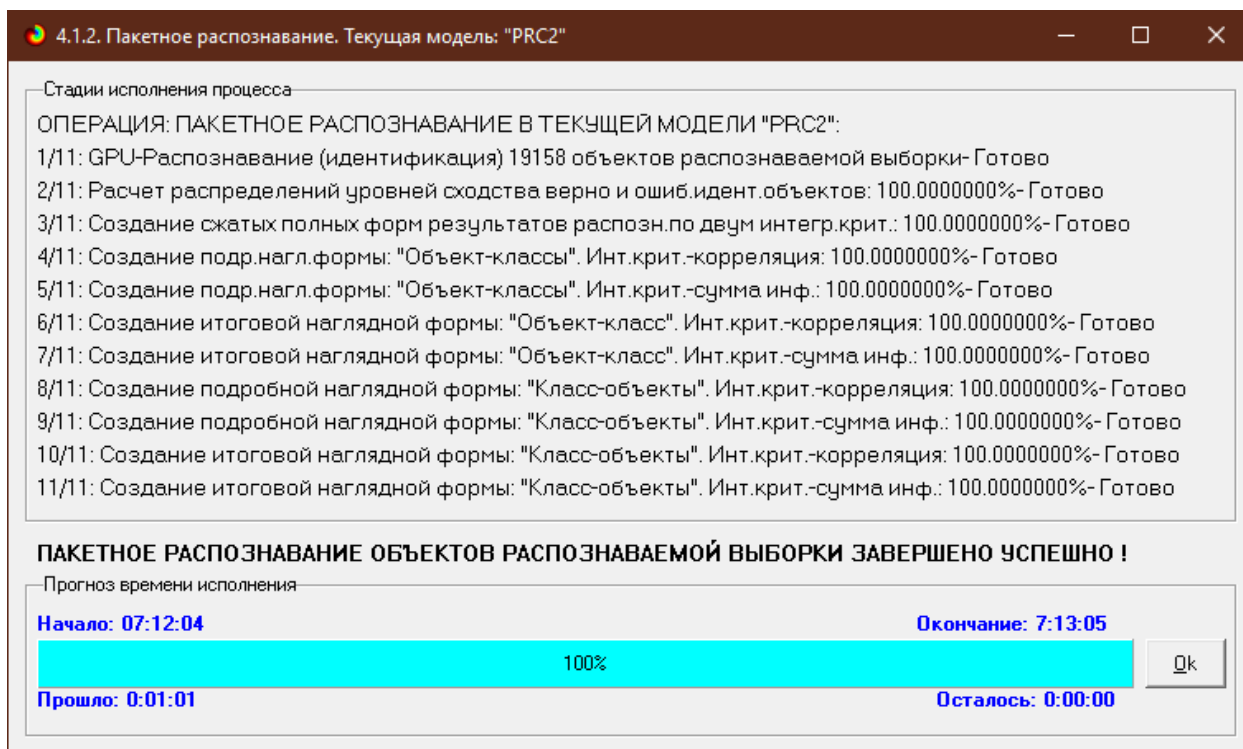 4.1.2. Пакетное распознавание. Текущая модель: "PRC2"
Стадии исполнения процесса
ОПЕРАЦИЯ: ПАКЕТНОЕ РАСПОЗНАВАНИЕ В ТЕКУЩЕЙ МОДЕЛИ "PRC2":
1/11: GPU-Распознавание (идентификация) 19158 объектов распознаваемой выборки- Готово
2/11: Расчет распределений уровней сходства верно и ошиб.идент.объектов: 100.0000000%- Готово
3/11: Создание сжатых полных форм результатов распозн.по двум интегр.крит.: 100.0000000%- Готово
4/11: Создание подр.нагл.формы: "Объект-классы". Инт.крит.-корреляция: 100.0000000%- Готово
5/11: Создание подр.нагл.формы: "Объект-классы". Инт.крит.-сумма инф.: 100.0000000%- Готово
6/11: Создание итоговой наглядной формы: "Объект-класс". Инт.крит.-корреляция: 100.0000000%- Готово
7/11: Создание итоговой наглядной формы: "Объект-класс". Инт.крит.-сумма инф.: 100.0000000%- Готово
8/11: Создание подробной наглядной формы: "Класс-объекты". Инт.крит.-корреляция: 100.0000000%- Готово
9/11: Создание подробной наглядной формы: "Класс-объекты". Инт.крит.-сумма инф.: 100.0000000%- Готово
10/11: Создание итоговой наглядной формы: "Класс-объекты". Инт.крит.-корреляция: 100.0000000%- Готово
11/11: Создание итоговой наглядной формы: "Класс-объекты". Инт.крит.-сумма инф.: 100.0000000%- Готово
ПАКЕТНОЕ РАСПОЗНАВАНИЕ ОБЪЕКТОВ РАСПОЗНАВАЕМОЙ ВЫБОРКИ ЗАВЕРШЕНО УСПЕШНО !
Прогноз времени исполнения
Начало: 07:12:04 Окончание: 7:13:05
100% Ok
Прошло: 0:01:01 Осталось: 0:00:00